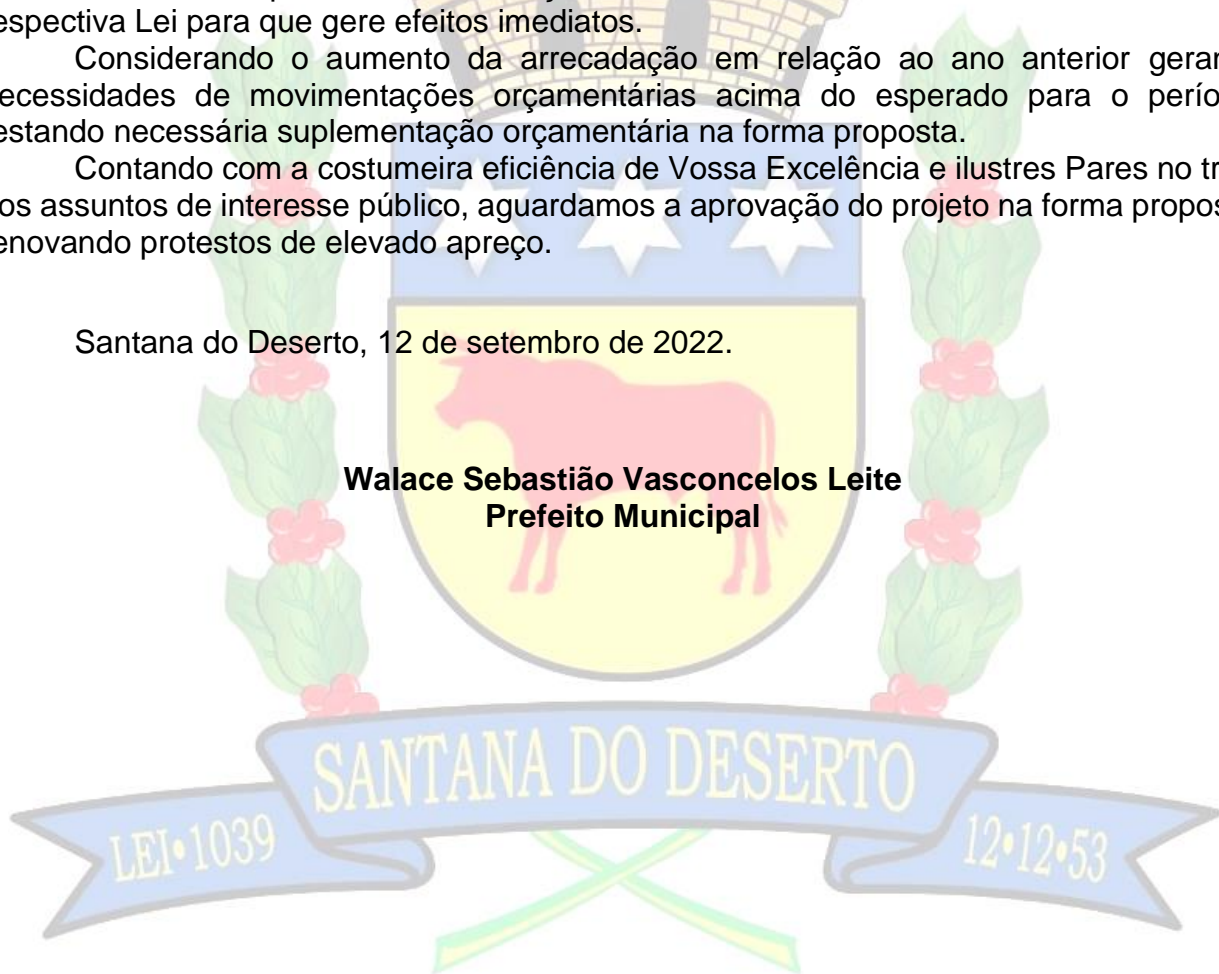 espectiva Lei para que gere efeitos imediatos.
Considerando o aumento da arrecadação em relação ao ano anterior gerar
ecessidades de movimentações orçamentárias acima do esperado para o perío
estando necessária suplementação orçamentária na forma proposta.
Contando com a costumeira eficiência de Vossa Excelência e ilustres Pares no tr
os assuntos de interesse público, aguardamos a aprovação do projeto na forma propos
enovando protestos de elevado apreço.
Santana do Deserto, 12 de setembro de 2022.
Walace Sebastião Vasconcelos Leite
Prefeito Municipal
SANTANA DO DESERTO
LEI•1039
12•12•53